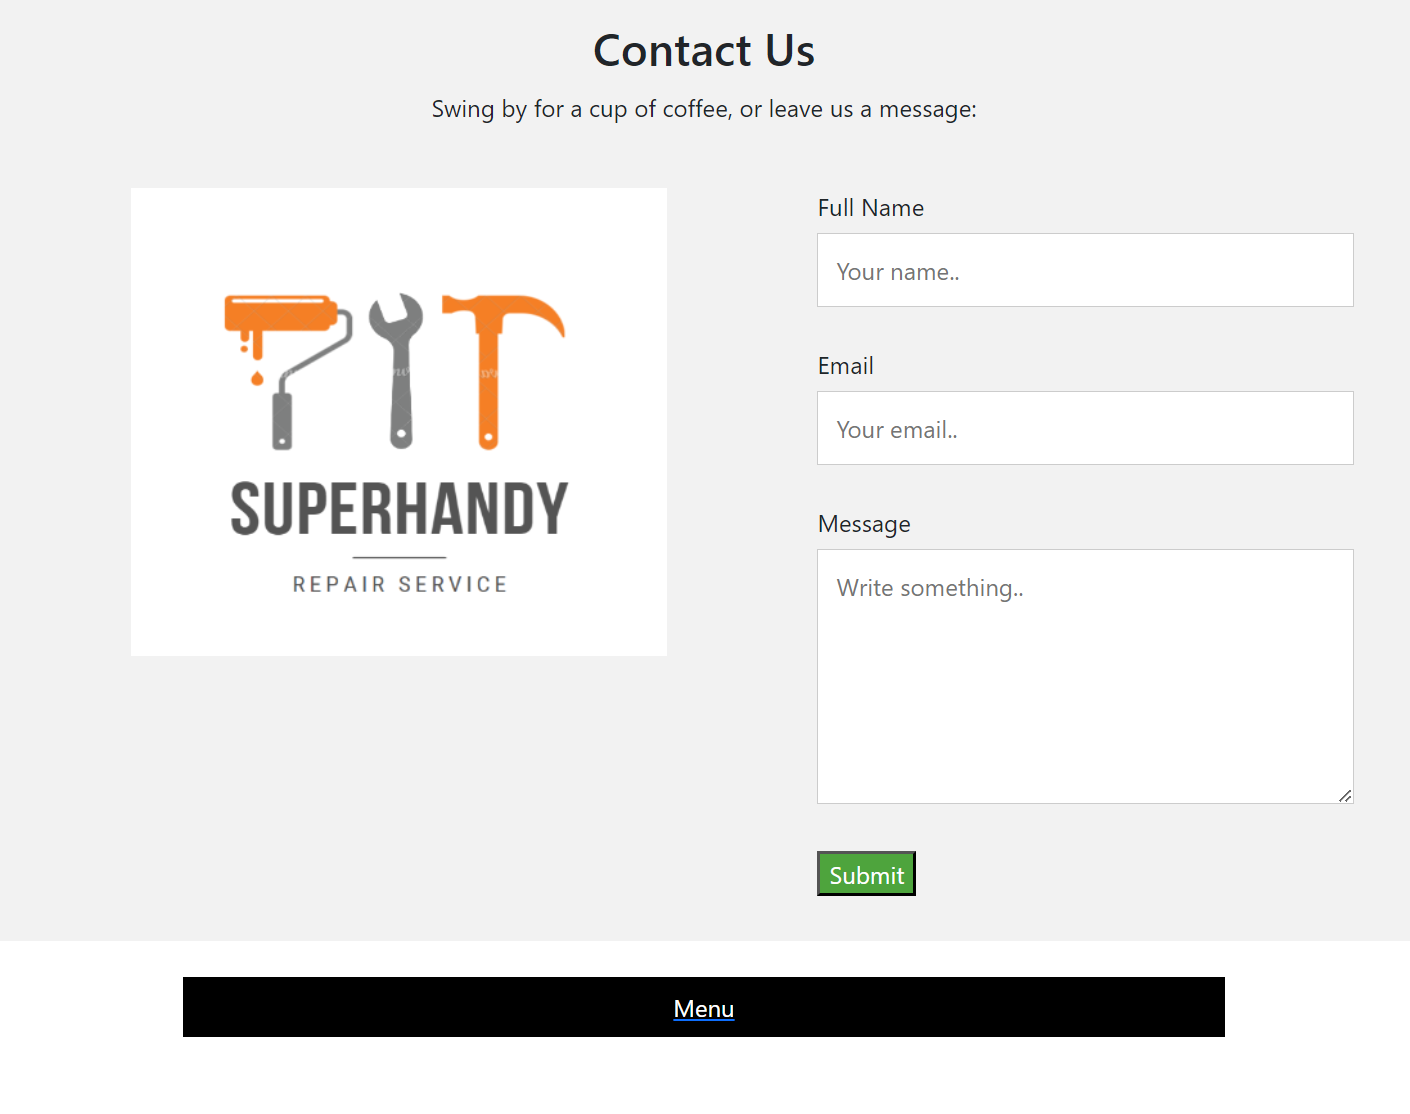 Contact Us
Swing by for a cup of coffee, or leave us a message:
SUPERHANDY
REPAIR SERVICE
Full Name
Your name..
Email
Your email..
Message
Write something..
Submit
Menu